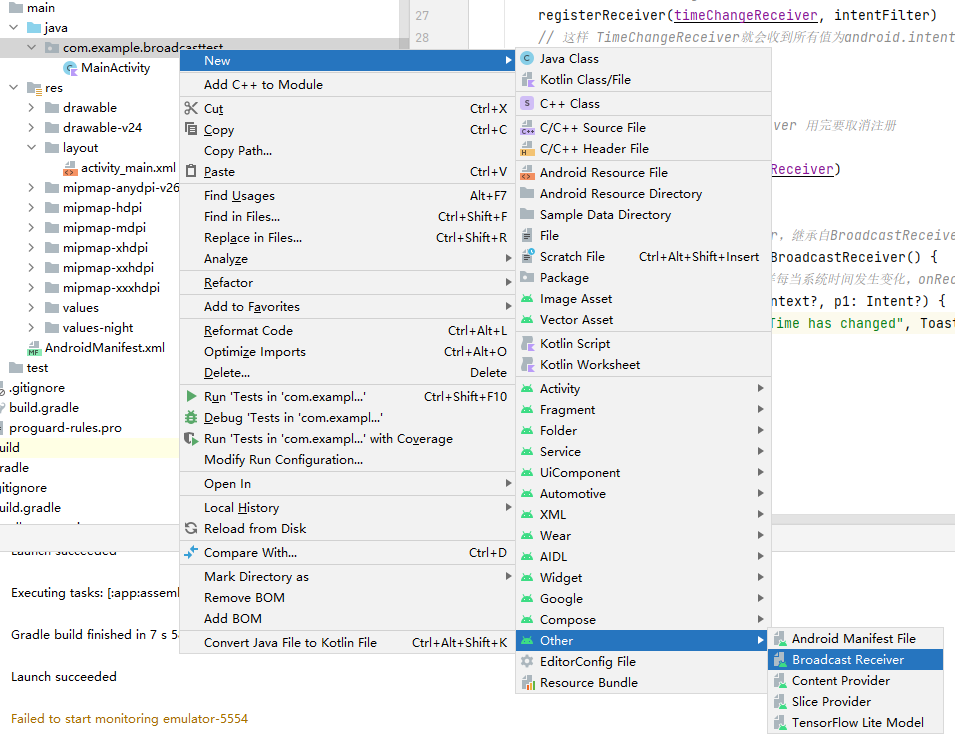 main
java
com.example.broadcasttest
MainActivity
res
drawable
drawable-v24
layout
activity_main.xml
mipmap-anydpi-v26
mipmap-hdpi
mipmap-mdpi
mipmap-xhdpi
mipmap-xxhdpi
mipmap-xxxhdpi
values
values-night
AndroidManifest.xml
test
.gitignore
build.gradle
proguard-rules.pro
uild
radle
gitignore
uild.gradle
Launch succeeded
Executing tasks: [:app:assemb
Gradle build finished in 7 s 5
Launch succeeded
Failed to start monitoring emulator-5554
27
28
registerReceiver(timeChangeReceiver, intentFilter)
// 这样 TimeChangeReceiver就会收到所有值为android.intent
ver 用完要取消注册
Receiver)
r，继承自BroadcastReceive
BroadcastReceiver() {
每当系统时间发生变化，onRec
ntext?, p1: Intent?) {
"Time has changed", Toast
New
Add C++ to Module
Cut Ctrl+X
Copy Ctrl+C
Copy Path...
Paste Ctrl+V
Find Usages Alt+F7
Find in Files... Ctrl+Shift+F
Replace in Files... Ctrl+Shift+R
Analyze
Refactor
Add to Favorites
Reformat Code Ctrl+Alt+L
Optimize Imports Ctrl+Alt+O
Delete... Delete
Run 'Tests in 'com.exampl...' Ctrl+Shift+F10
Debug 'Tests in 'com.exampl...'
Run 'Tests in 'com.exampl...' with Coverage
Modify Run Configuration...
Open In
Local History
Reload from Disk
Compare With... Ctrl+D
Mark Directory as
Remove BOM
Add BOM
Convert Java File to Kotlin File Ctrl+Alt+Shift+K
Java Class
Kotlin Class/File
C++ Class
C/C++ Source File
C/C++ Header File
Android Resource File
Android Resource Directory
Sample Data Directory
File
Scratch File Ctrl+Alt+Shift+Insert
Package
Image Asset
Vector Asset
Kotlin Script
Kotlin Worksheet
Activity
Fragment
Folder
Service
UiComponent
Automotive
XML
Wear
AIDL
Widget
Google
Compose
Other
EditorConfig File
Resource Bundle
Android Manifest File
Broadcast Receiver
Content Provider
Slice Provider
TensorFlow Lite Model